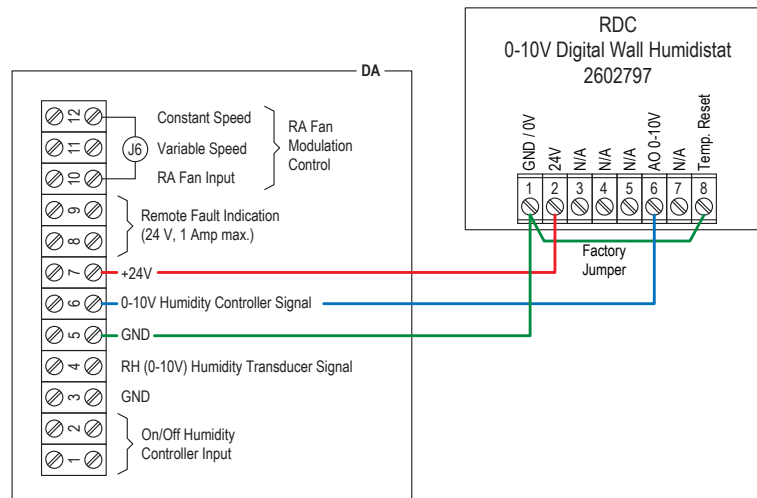 RDC
0-10V Digital Wall Humidistat
2602797
GND / 0V
24V
N/A
N/A
N/A
AO 0-10V
N/A
Temp. Reset
1
2
3
4
5
6
7
8
Factory
Jumper
DA
12
Constant Speed
11
Variable Speed
10
RA Fan Input
J6
RA Fan
Modulation
Control
9
8
Remote Fault Indication
(24 V, 1 Amp max.)
7
+24V
6
0-10V Humidity Controller Signal
5
GND
4
RH (0-10V) Humidity Transducer Signal
3
GND
2
1
On/Off Humidity
Controller Input